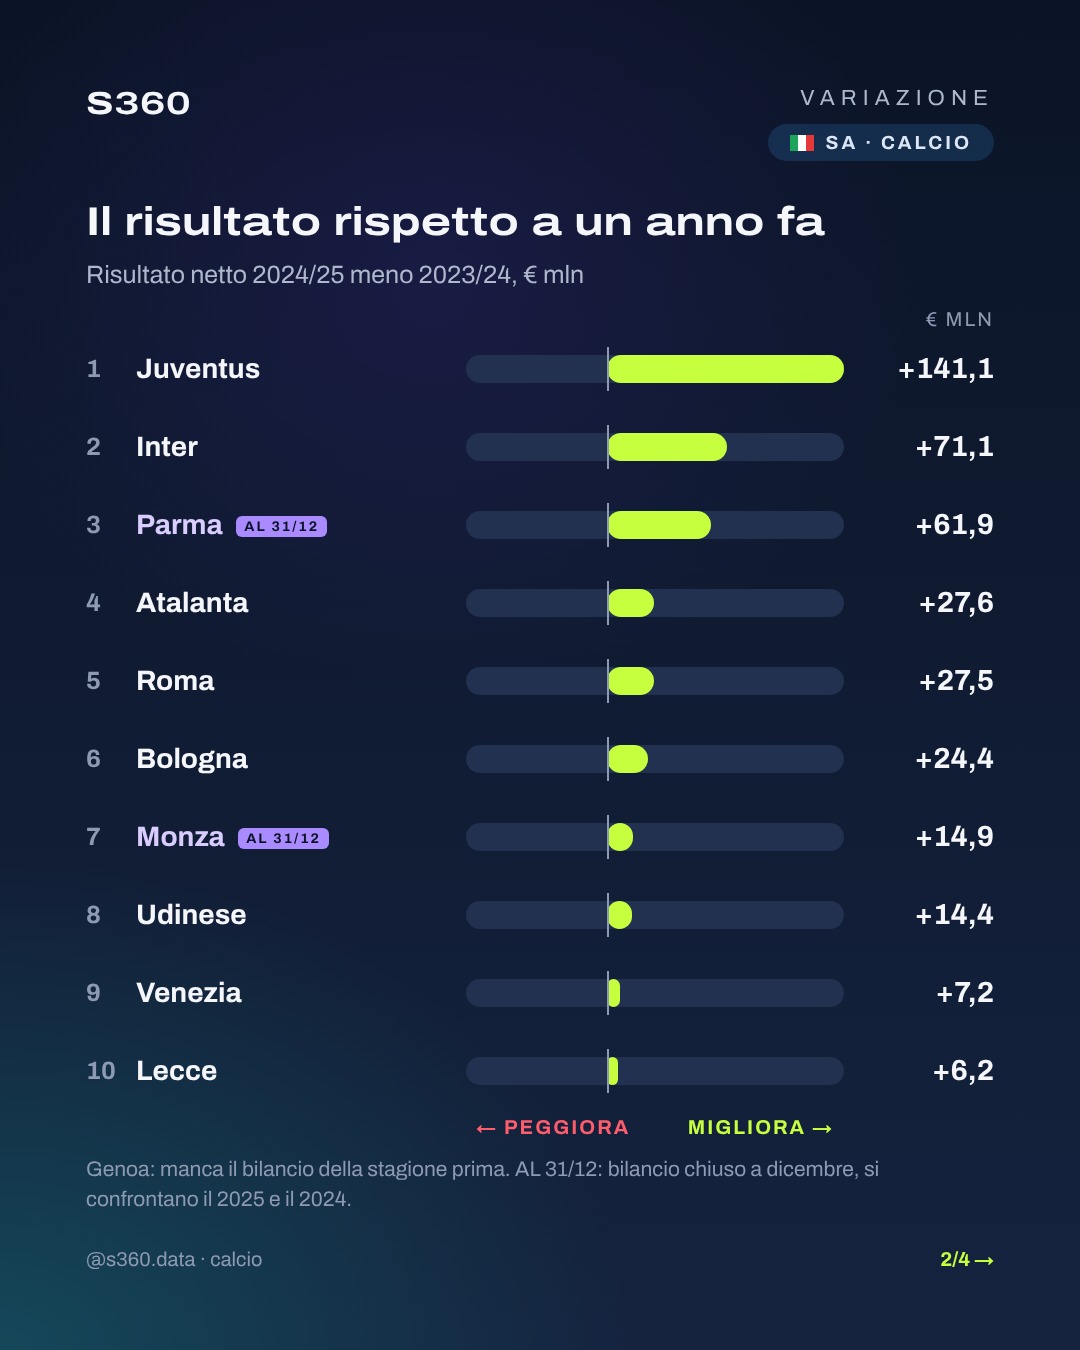 S360
VARIAZIONE
SA · CALCIO
Il risultato rispetto a un anno fa
Risultato netto 2024/25 meno 2023/24, € mln
€ MLN
1 Juventus +141,1
2 Inter +71,1
3 Parma AL 31/12 +61,9
4 Atalanta +27,6
5 Roma +27,5
6 Bologna +24,4
7 Monza AL 31/12 +14,9
8 Udinese +14,4
9 Venezia +7,2
10 Lecce +6,2
← PEGGIORA MIGLIORA →
Genoa: manca il bilancio della stagione prima. AL 31/12: bilancio chiuso a dicembre, si
confrontano il 2025 e il 2024.
@s360.data · calcio 2/4 →